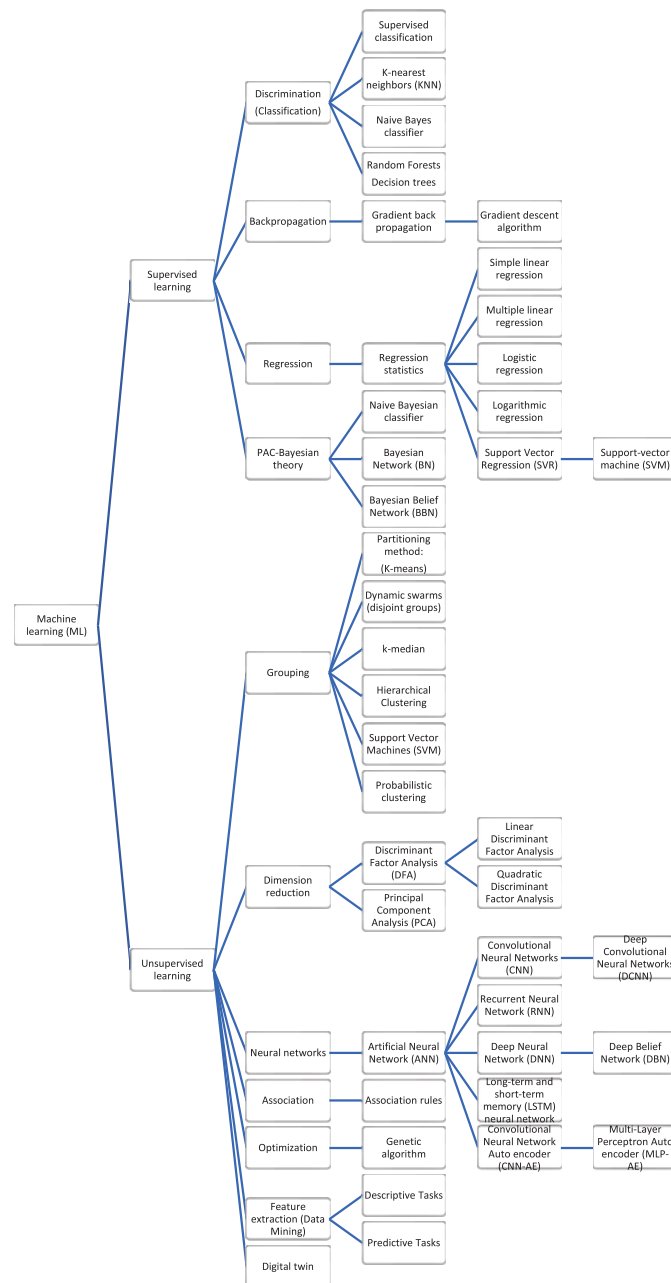 Supervised
classification
K-nearest
neighbors (KNN)
Discrimination
(Classification)
Naive Bayes
classifier
Random Forests
Decision trees
Backpropagation
Gradient back
propagation
Gradient descent
algorithm
Supervised
learning
Simple linear
regression
Multiple linear
regression
Regression
Regression
statistics
Logistic
regression
Logarithmic
regression
Naive Bayesian
classifier
PAC-Bayesian
theory
Bayesian
Network (BN)
Support Vector
Regression (SVR)
Support-vector
machine (SVM)
Bayesian Belief
Network (BBN)
Partitioning
method:
(K-means)
Dynamic swarms
(disjoint groups)
Machine
learning (ML)
k-median
Grouping
Hierarchical
Clustering
Support Vector
Machines (SVM)
Probabilistic
clustering
Linear
Discriminant
Factor Analysis
Discriminant
Factor Analysis
(DFA)
Dimension
reduction
Quadratic
Discriminant
Factor Analysis
Principal
Component
Analysis (PCA)
Unsupervised
learning
Convolutional
Neural Networks
(CNN)
Deep
Convolutional
Neural Networks
(DCNN)
Recurrent Neural
Network (RNN)
Neural networks
Artificial Neural
Network (ANN)
Deep Neural
Network (DNN)
Deep Belief
Network (DBN)
Association
Association rules
Long-term and
short-term
memory (LSTM)
neural network
Optimization
Genetic
algorithm
Convolutional
Neural Network
Auto encoder
(CNN-AE)
Multi-Layer
Perceptron Auto
encoder (MLP-
AE)
Feature
extraction (Data
Mining)
Descriptive Tasks
Predictive Tasks
Digital twin